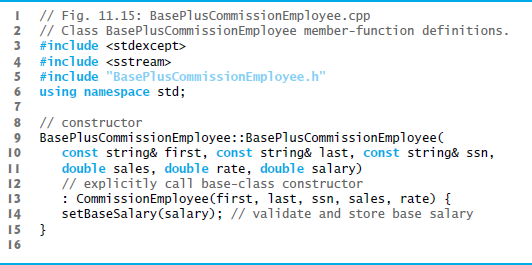 1 // Fig. 11.15: BasePlusCommissionEmployee.cpp
2 // Class BasePlusCommissionEmployee member-function definitions.
3 #include <stdexcept>
4 #include <sstream>
5 #include "BasePlusCommissionEmployee.h"
6 using namespace std;
7
8 // constructor
9 BasePlusCommissionEmployee::BasePlusCommissionEmployee(
10 const string& first, const string& last, const string& ssn,
11 double sales, double rate, double salary)
12 // explicitly call base-class constructor
13 : CommissionEmployee(first, last, ssn, sales, rate) {
14 setBaseSalary(salary); // validate and store base salary
15 }
16